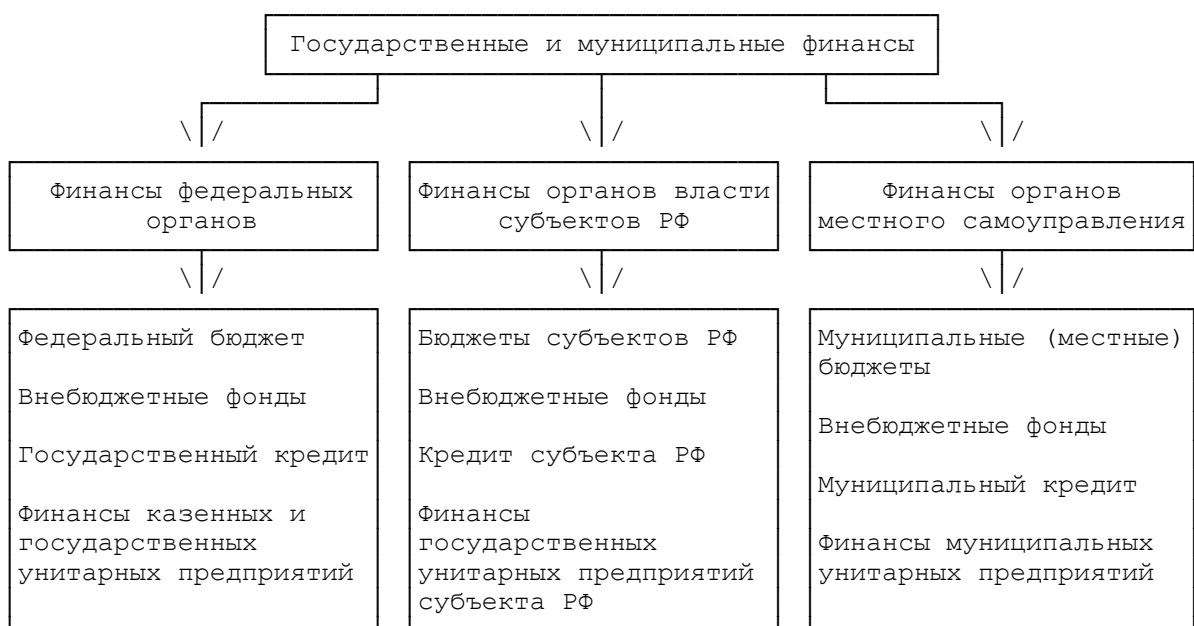 Государственные и муниципальные финансы
Финансы федеральных
органов
Финансы органов власти
субъектов РФ
Финансы органов
местного самоуправления
Федеральный бюджет
Внебюджетные фонды
Государственный кредит
Финансы казенных и
государственных
унитарных предприятий
Бюджеты субъектов РФ
Внебюджетные фонды
Кредит субъекта РФ
Финансы
государственных
унитарных предприятий
субъекта РФ
Муниципальные (местные)
бюджеты
Внебюджетные фонды
Муниципальный кредит
Финансы муниципальных
унитарных предприятий